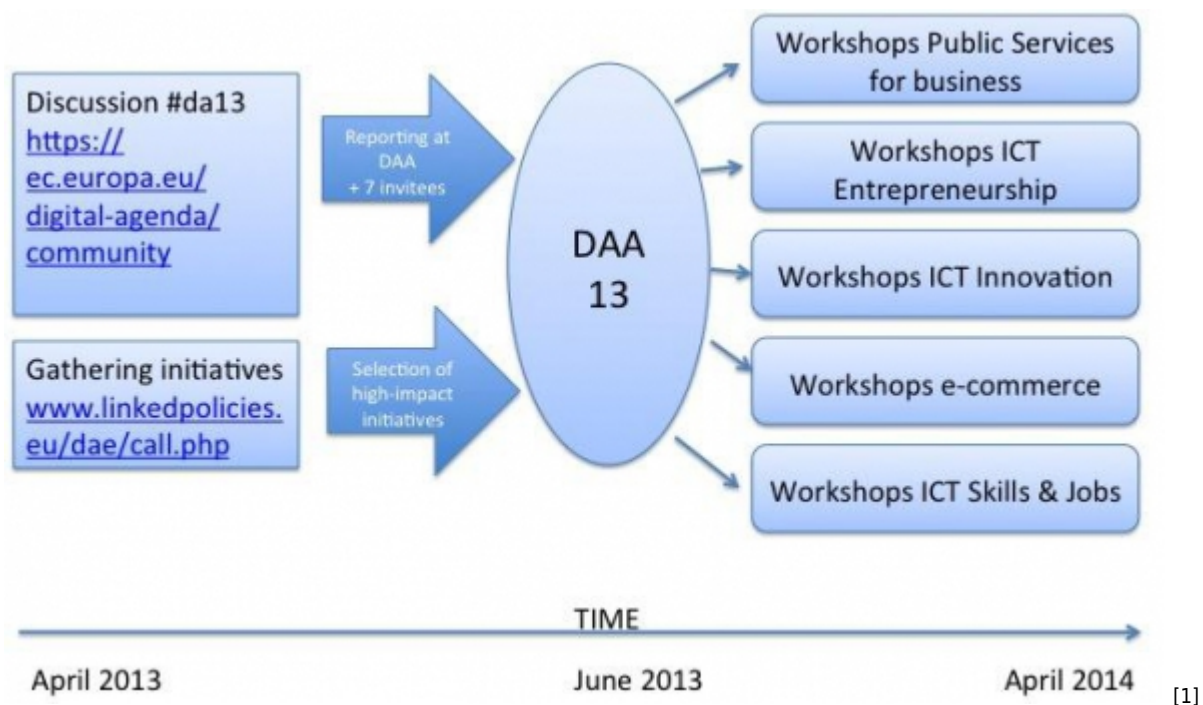 Discussion #da13
https://
ec.europa.eu/
digital-agenda/
community
Gathering initiatives
www.linkedpolicies.
eu/dae/call.php
Reporting at
DAA
+ 7 invitees
Selection of
high-impact
initiatives
DAA
13
Workshops Public Services
for business
Workshops ICT
Entrepreneurship
Workshops ICT Innovation
Workshops e-commerce
Workshops ICT Skills & Jobs
TIME
April 2013
June 2013
April 2014
[1]